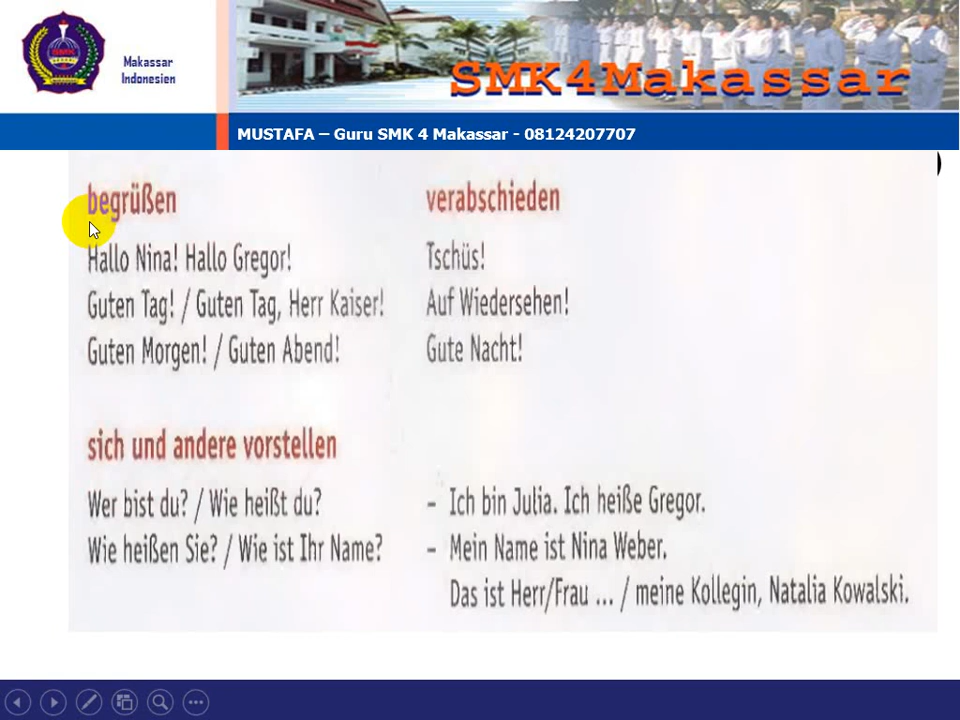 SMK
Makassar
Indonesien
SMK4Makassar
MUSTAFA – Guru SMK 4 Makassar - 08124207707
begrüßen
Hallo Nina! Hallo Gregor!
Guten Tag! / Guten Tag, Herr Kaiser!
Guten Morgen! / Guten Abend!
verabschieden
Tschüs!
Auf Wiedersehen!
Gute Nacht!
sich und andere vorstellen
Wer bist du? / Wie heißt du?
– Ich bin Julia. Ich heiße Gregor.
Wie heißen Sie? / Wie ist Ihr Name?
– Mein Name ist Nina Weber.
Das ist Herr/Frau ... / meine Kollegin, Natalia Kowalski.